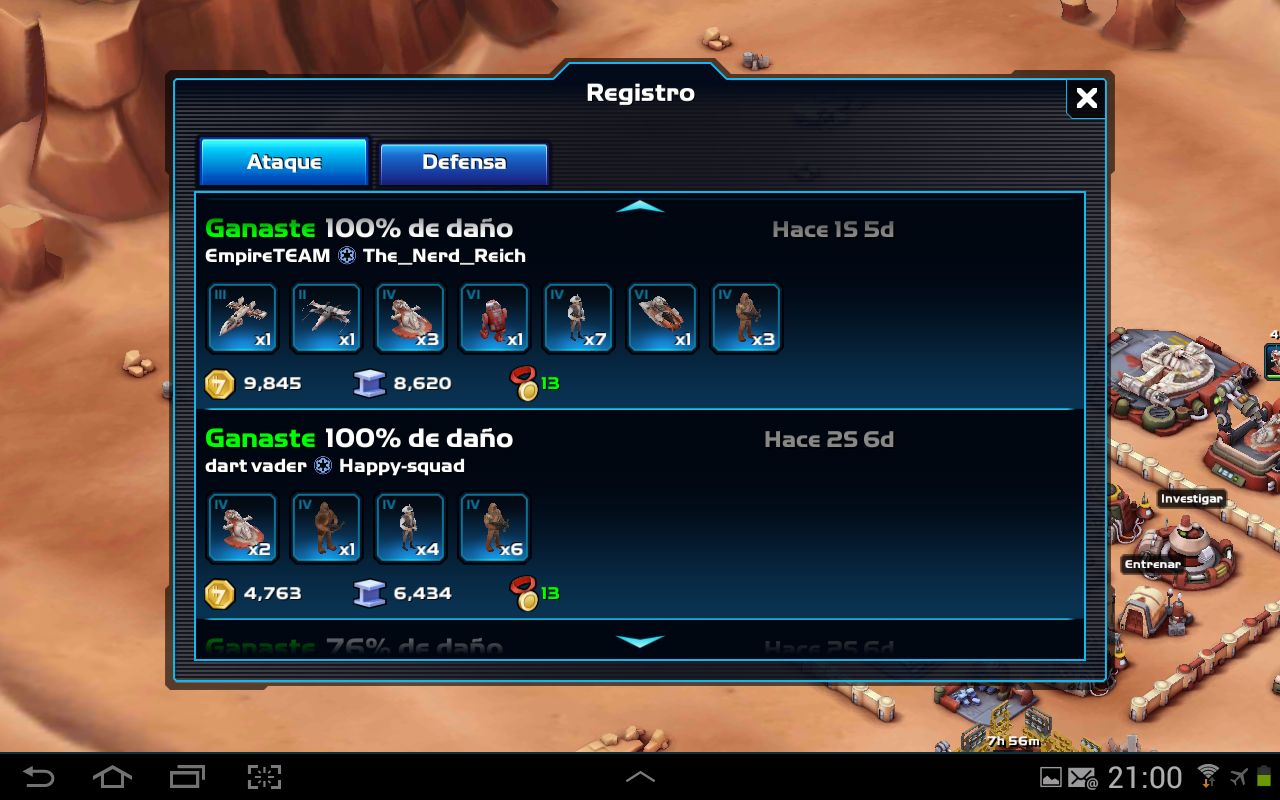 Registro
Ataque
Defensa
Ganaste 100% de daño
Hace 1S 5d
EmpireTEAM The_Nerd_Reich
III x1 II x1 IV x3 VI x1 IV x7 VI x1 IV x3
9,845 8,620 13
Ganaste 100% de daño
Hace 2S 6d
dart vader Happy-squad
IV x2 IV x1 IV x4 IV x6
4,763 6,434 13
Ganaste 76% de daño
Hace 2S 6d
Investigar
Entrenar
7h 56m
21:00